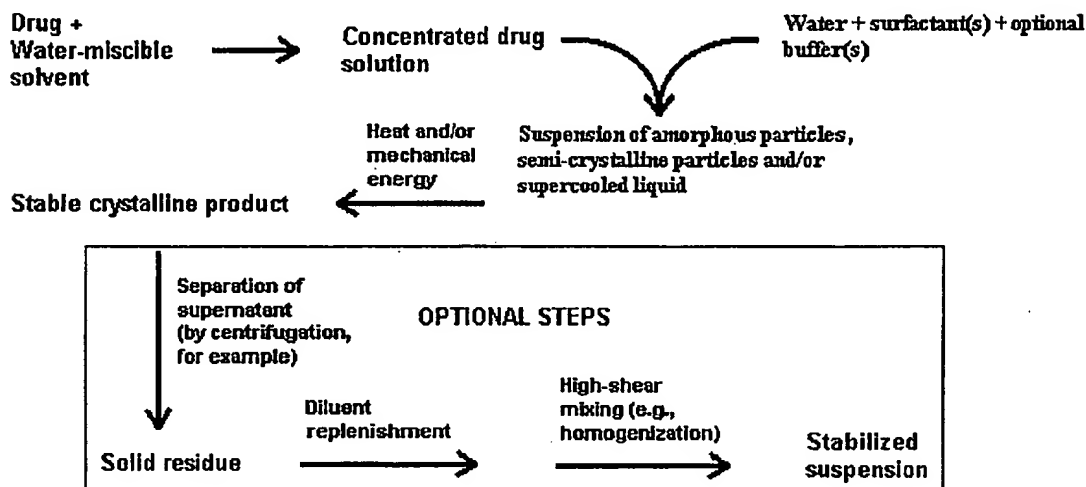 Drug +
Water-miscible
solvent
Concentrated drug
solution
Water + surfactant(s) + optional
buffer(s)
Heat and/or
mechanical
energy
Suspension of amorphous particles,
semi-crystalline particles and/or
supercooled liquid
Stable crystalline product
Separation of
supernatant
(by centrifugation,
for example)
OPTIONAL STEPS
Solid residue
Diluent
replenishment
High-shear
mixing (e.g.,
homogenization)
Stabilized
suspension